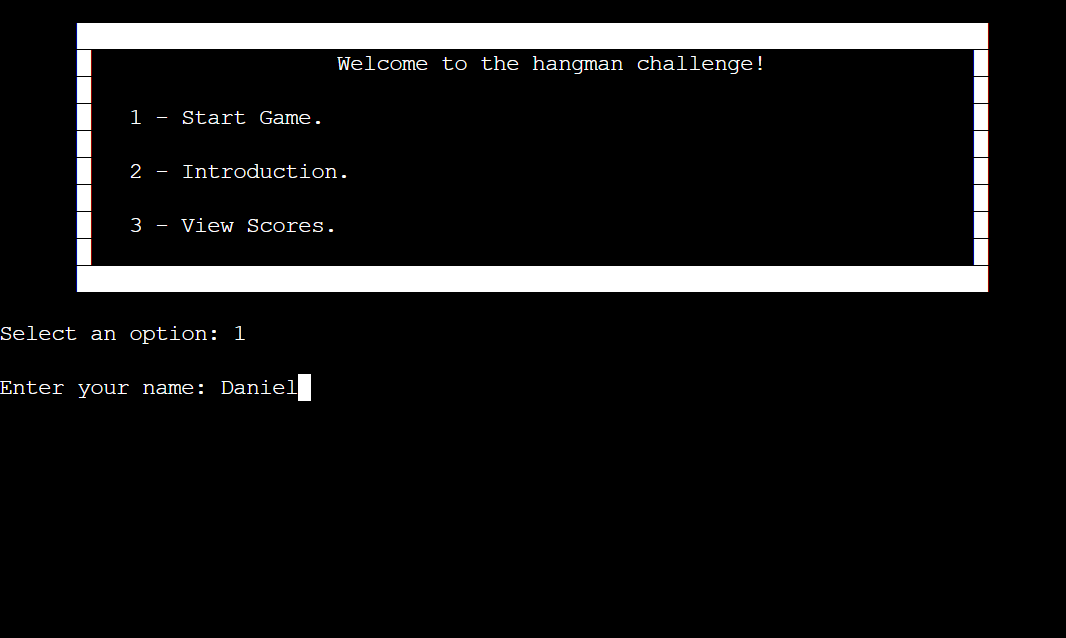 Welcome to the hangman challenge!
1 - Start Game.
2 - Introduction.
3 - View Scores.
Select an option: 1
Enter your name: Daniel